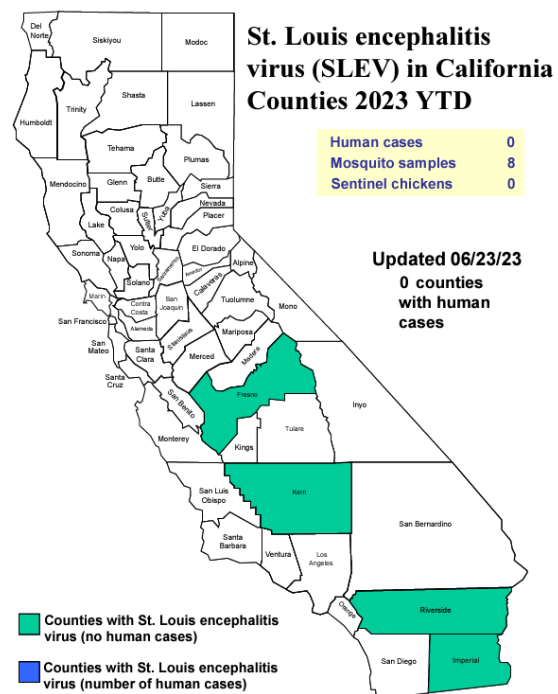 St. Louis encephalitis
virus (SLEV) in California
Counties 2023 YTD
Human cases 0
Mosquito samples 8
Sentinel chickens 0
Updated 06/23/23
0 counties
with human
cases
Del
Norte
Siskiyou
Modoc
Humboldt
Trinity
Shasta
Lassen
Tehama
Plumas
Mendocino
Glenn
Butte
Sierra
Nevada
Placer
Colusa
Sutter
Yuba
Lake
El Dorado
Yolo
Sonoma
Napa
Sacramento
Alpine
Amador
Solano
Calaveras
Marin
Contra
Costa
San
Joaquin
Tuolumne
Mono
San Francisco
Alameda
Stanislaus
Mariposa
San
Mateo
Santa
Clara
Merced
Madera
Santa
Cruz
San Benito
Fresno
Inyo
Monterey
Kings
Tulare
San Luis
Obispo
Kern
San Bernardino
Santa
Barbara
Ventura
Los
Angeles
Orange
Riverside
San Diego
Imperial
Counties with St. Louis encephalitis
virus (no human cases)
Counties with St. Louis encephalitis
virus (number of human cases)